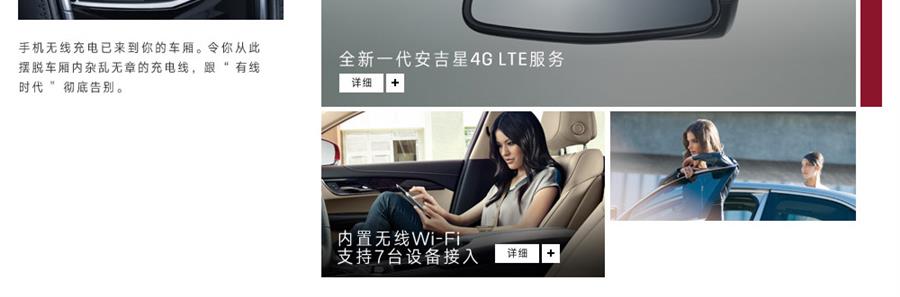 手机无线充电已来到你的车厢。令你从此
摆脱车厢内杂乱无章的充电线，跟“ 有线
时代 ”彻底告别。
全新一代安吉星4G LTE服务
详细 +
内置无线Wi-Fi
支持7台设备接入
详细 +